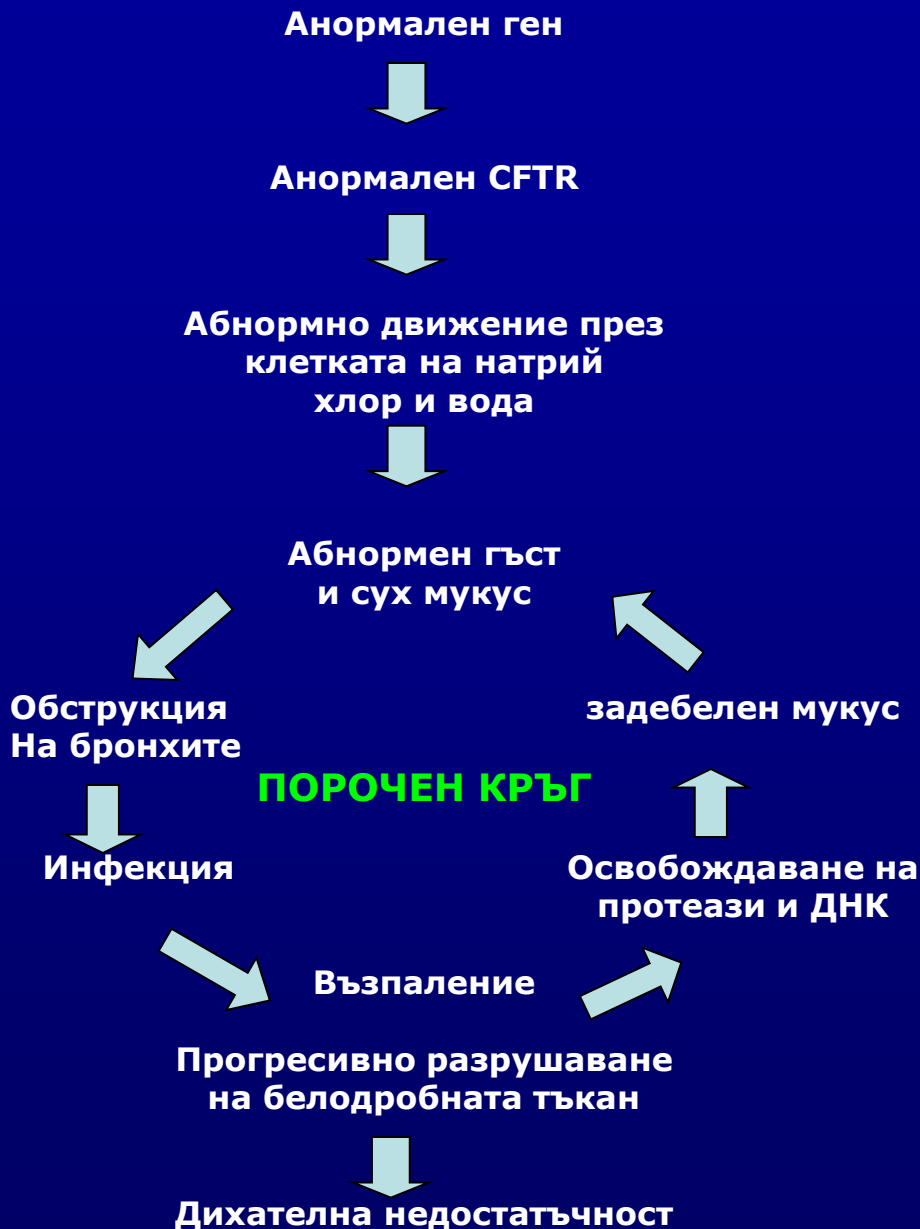 Анормален ген
Анормален CFTR
Абнормно движение през
клетката на натрий
хлор и вода
Абнормен гъст
и сух мукус
Обструкция
На бронхите
задебелен мукус
ПОРОЧЕН КРЪГ
Инфекция
Освобождаване на
протеази и ДНК
Възпаление
Прогресивно разрушаване
на белодробната тъкан
Дихателна недостатъчност